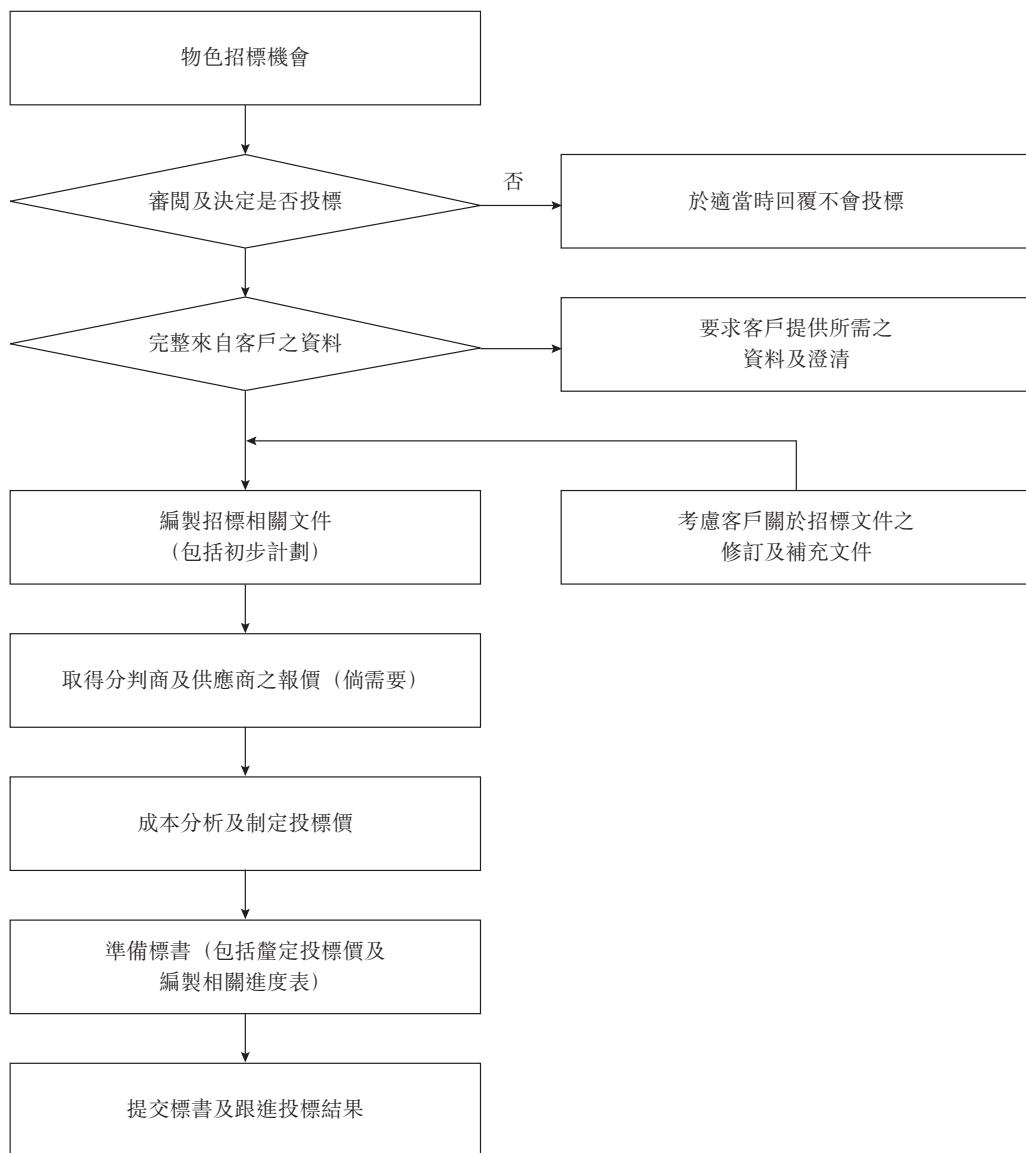 物色招標機會
審閱及決定是否投標
否
於適當時回覆不會投標
完整來自客戶之資料
要求客戶提供所需之
資料及澄清
編製招標相關文件
（包括初步計劃）
考慮客戶關於招標文件之
修訂及補充文件
取得分判商及供應商之報價（倘需要）
成本分析及制定投標價
準備標書（包括釐定投標價及
編製相關進度表）
提交標書及跟進投標結果